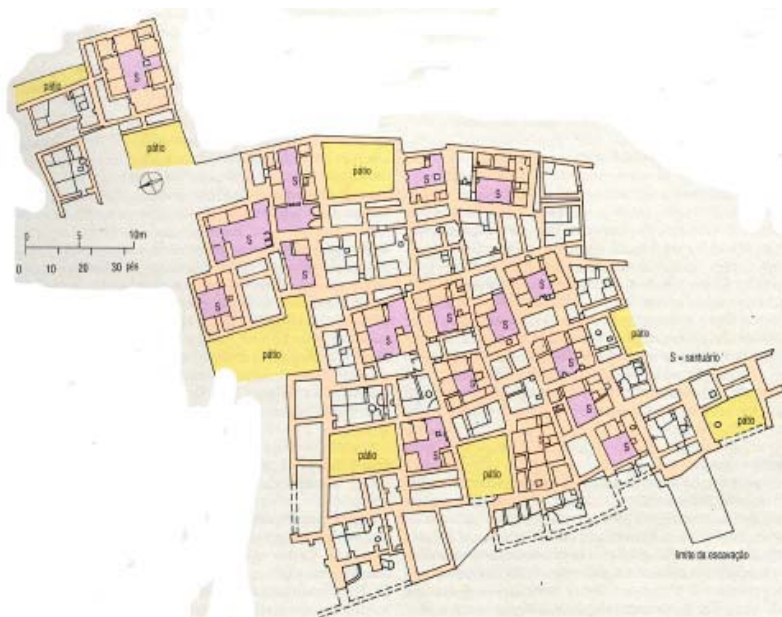 S
pátio
pátio
pátio
S
S
S
0 5 10m
S
0 10 20 30 pés
S
S
S
S
S
pátio
S
pátio
S = santuário
S
S
S
pátio
S
S
pátio
S
pátio
limite da escavação